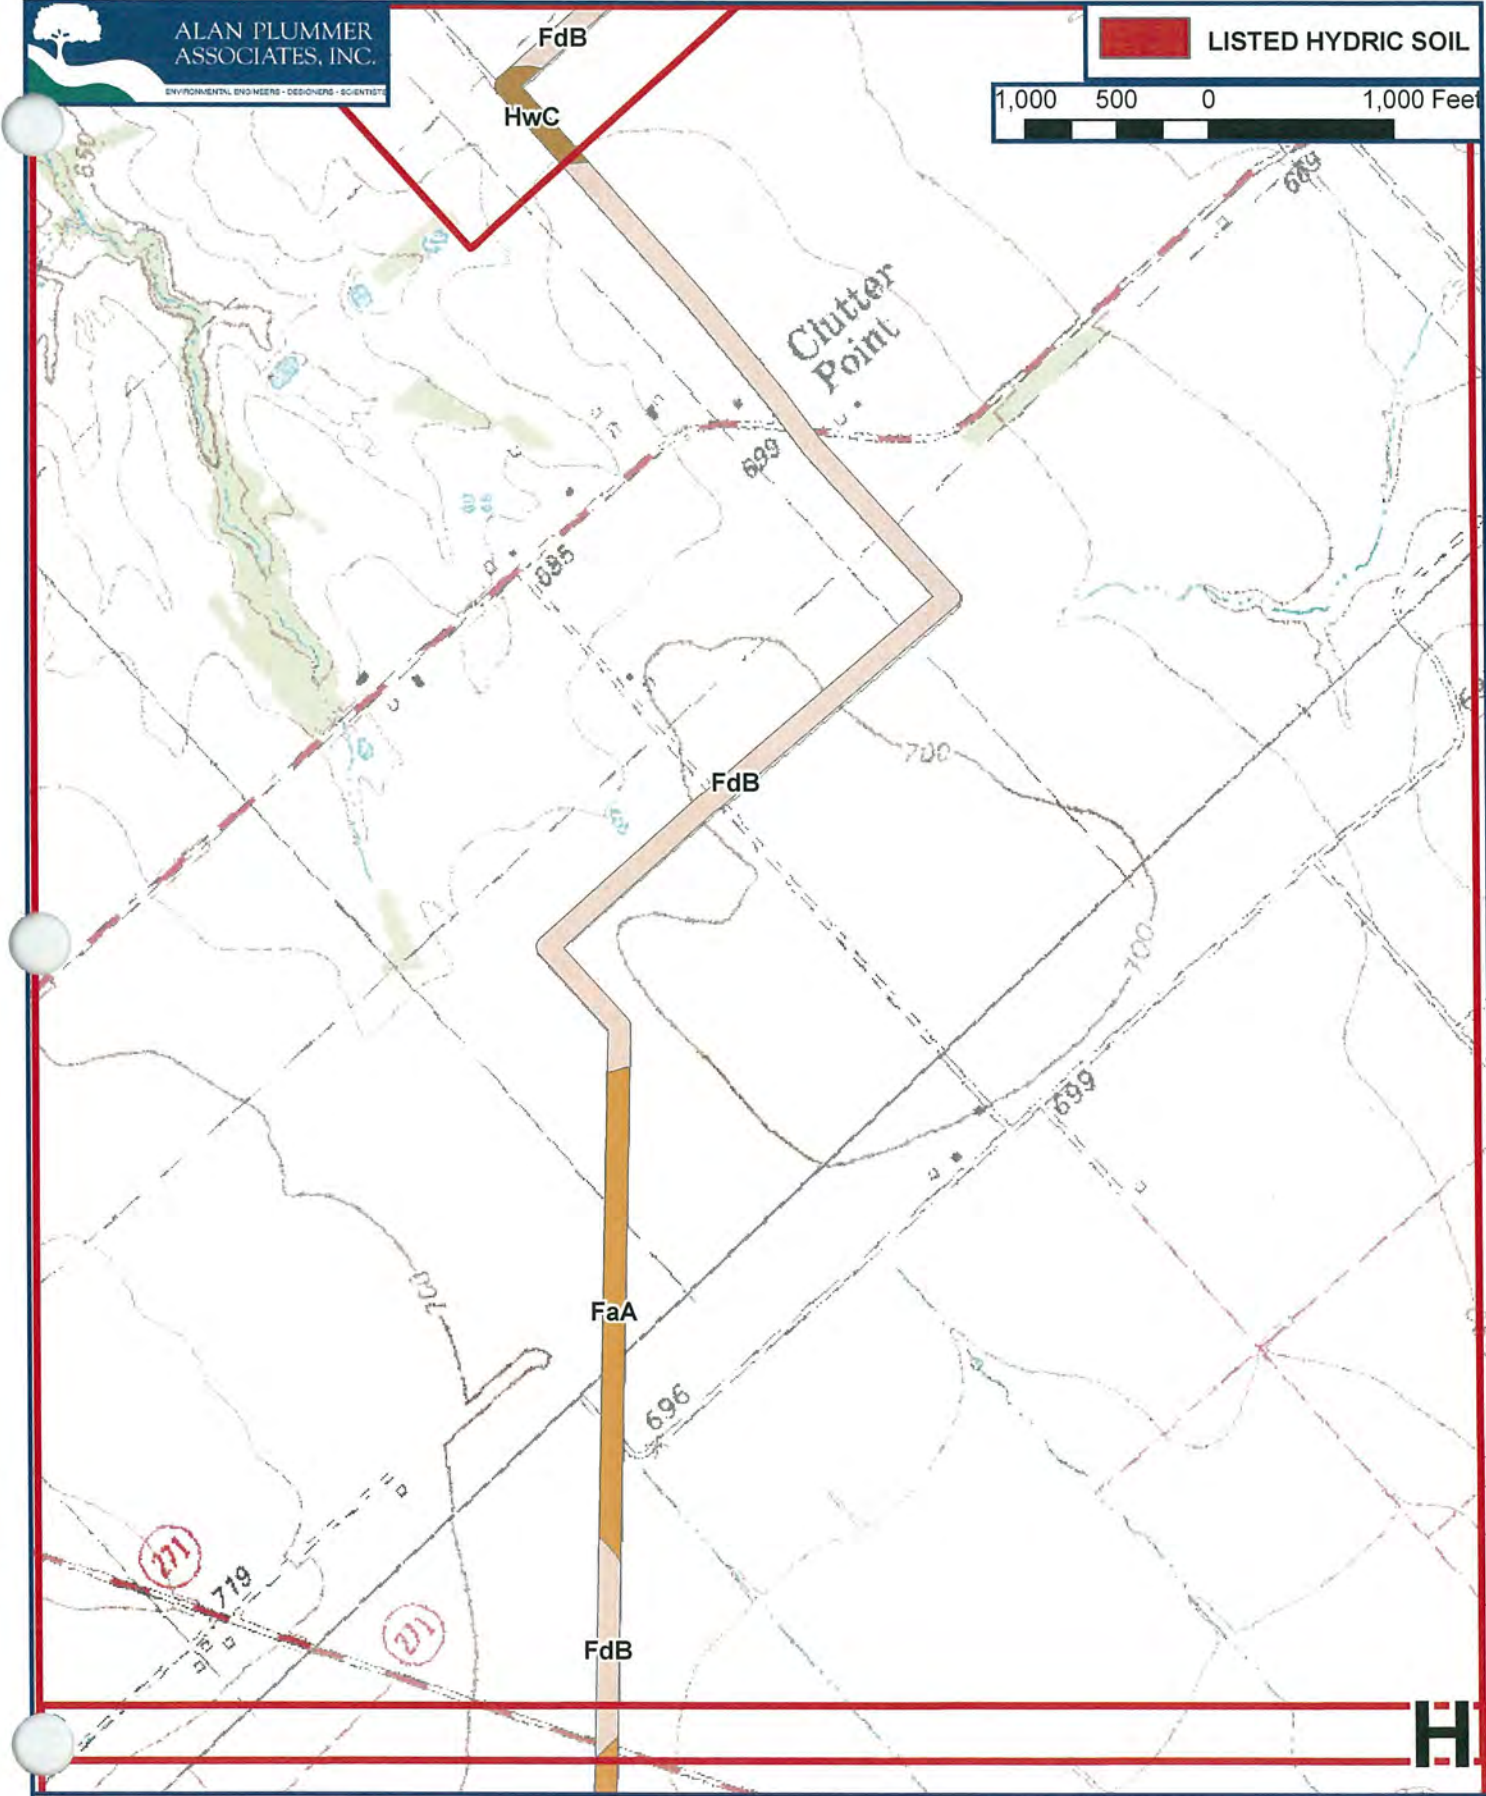 ALAN PLUMMER
ASSOCIATES, INC.
ENVIRONMENTAL ENGINEERS - DESIGNERS - SCIENTISTS
LISTED HYDRIC SOIL
1,000 500 0 1,000 Feet
FdB
HwC
650
689
Clutter
Point
699
685
700
FdB
700
699
700
FaA
696
271
719
271
FdB
H